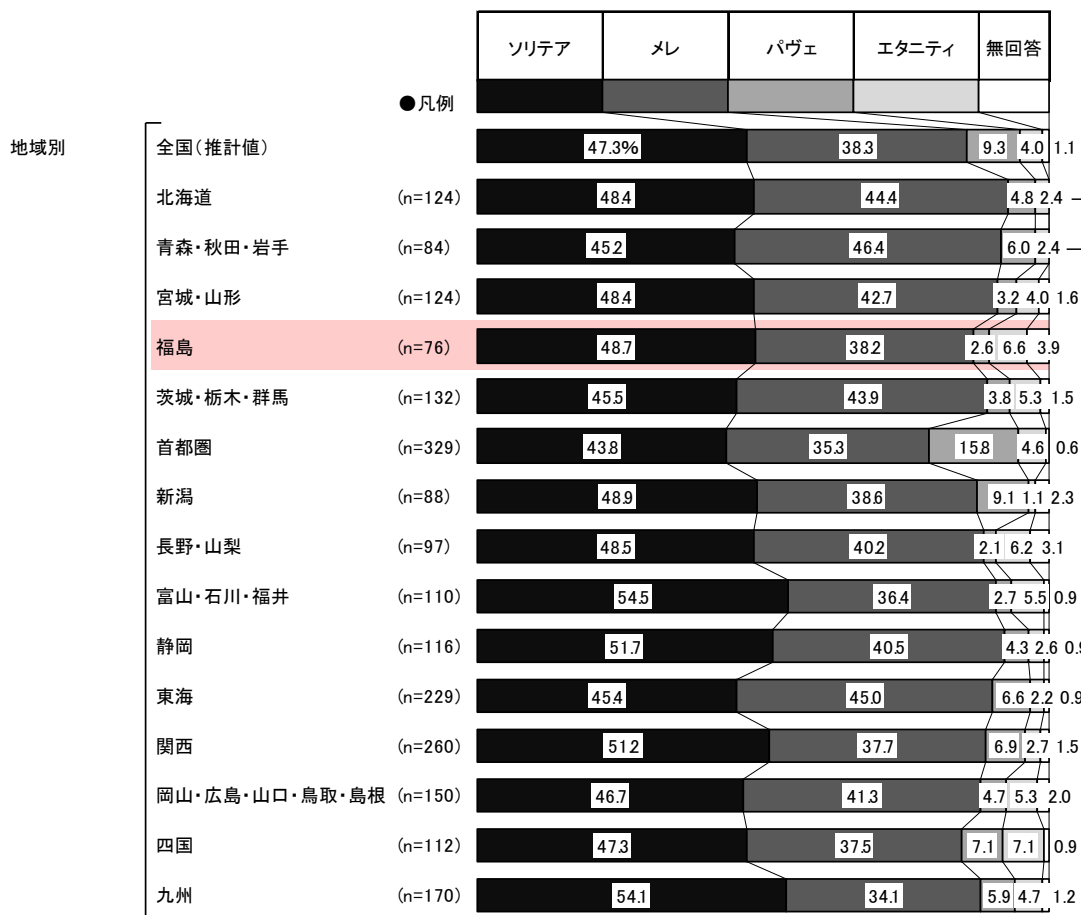 ソリテア メレ パヴェ エタニティ 無回答
●凡例
地域別 全国(推計値) 47.3% 38.3 9.3 4.0 1.1
北海道 (n=124) 48.4 44.4 4.8 2.4 —
青森・秋田・岩手 (n=84) 45.2 46.4 6.0 2.4 —
宮城・山形 (n=124) 48.4 42.7 3.2 4.0 1.6
福島 (n=76) 48.7 38.2 2.6 6.6 3.9
茨城・栃木・群馬 (n=132) 45.5 43.9 3.8 5.3 1.5
首都圏 (n=329) 43.8 35.3 15.8 4.6 0.6
新潟 (n=88) 48.9 38.6 9.1 1.1 2.3
長野・山梨 (n=97) 48.5 40.2 2.1 6.2 3.1
富山・石川・福井 (n=110) 54.5 36.4 2.7 5.5 0.9
静岡 (n=116) 51.7 40.5 4.3 2.6 0.9
東海 (n=229) 45.4 45.0 6.6 2.2 0.9
関西 (n=260) 51.2 37.7 6.9 2.7 1.5
岡山・広島・山口・鳥取・島根 (n=150) 46.7 41.3 4.7 5.3 2.0
四国 (n=112) 47.3 37.5 7.1 7.1 0.9
九州 (n=170) 54.1 34.1 5.9 4.7 1.2